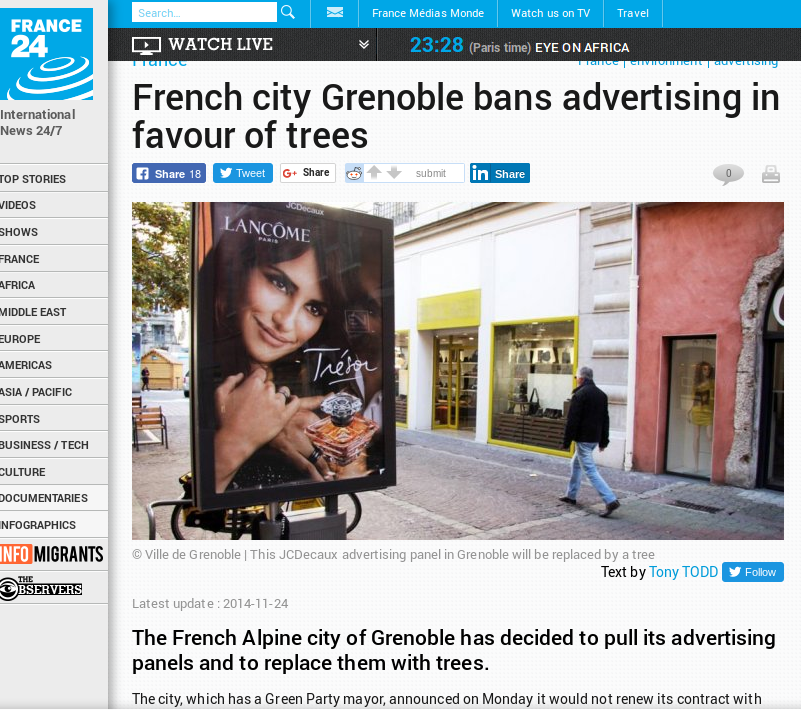 Search...
France Médias Monde
Watch us on TV
Travel
WATCH LIVE
23:28 (Paris time) EYE ON AFRICA
FRANCE
24
International
News 24/7
TOP STORIES
VIDEOS
SHOWS
FRANCE
AFRICA
MIDDLE EAST
EUROPE
AMERICAS
ASIA / PACIFIC
SPORTS
BUSINESS / TECH
CULTURE
DOCUMENTARIES
INFOGRAPHICS
INFOMIGRANTS
THE
OBSERVERS
France
France | environment | advertising
French city Grenoble bans advertising in
favour of trees
Share 18
Tweet
Share
submit
Share
0
JCDecaux
LANCÔME
PARIS
Trésor
© Ville de Grenoble | This JCDecaux advertising panel in Grenoble will be replaced by a tree
Text by Tony TODD
Follow
Latest update : 2014-11-24
The French Alpine city of Grenoble has decided to pull its advertising
panels and to replace them with trees.
The city, which has a Green Party mayor, announced on Monday it would not renew its contract with